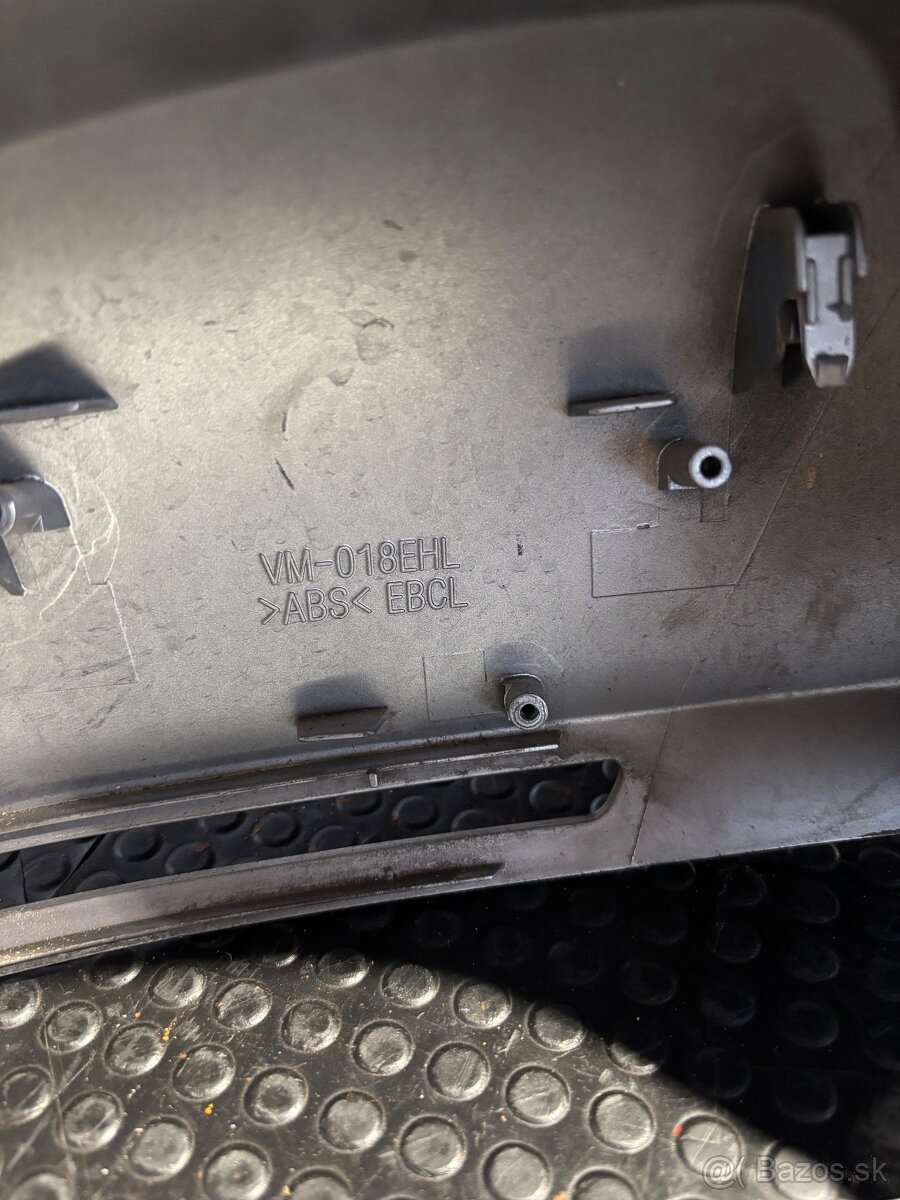 VM-018EHL
>ABS< EBCL
@( Bazos.sk